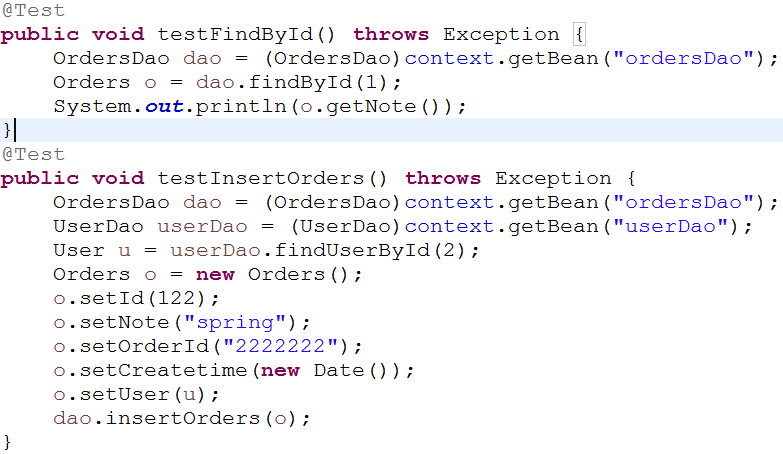 @Test
public void testFindById() throws Exception {
    OrdersDao dao = (OrdersDao)context.getBean("ordersDao");
    Orders o = dao.findById(1);
    System.out.println(o.getNote());
}
@Test
public void testInsertOrders() throws Exception {
    OrdersDao dao = (OrdersDao)context.getBean("ordersDao");
    UserDao userDao = (UserDao)context.getBean("userDao");
    User u = userDao.findUserById(2);
    Orders o = new Orders();
    o.setId(122);
    o.setNote("spring");
    o.setOrderId("2222222");
    o.setCreatetime(new Date());
    o.setUser(u);
    dao.insertOrders(o);
}